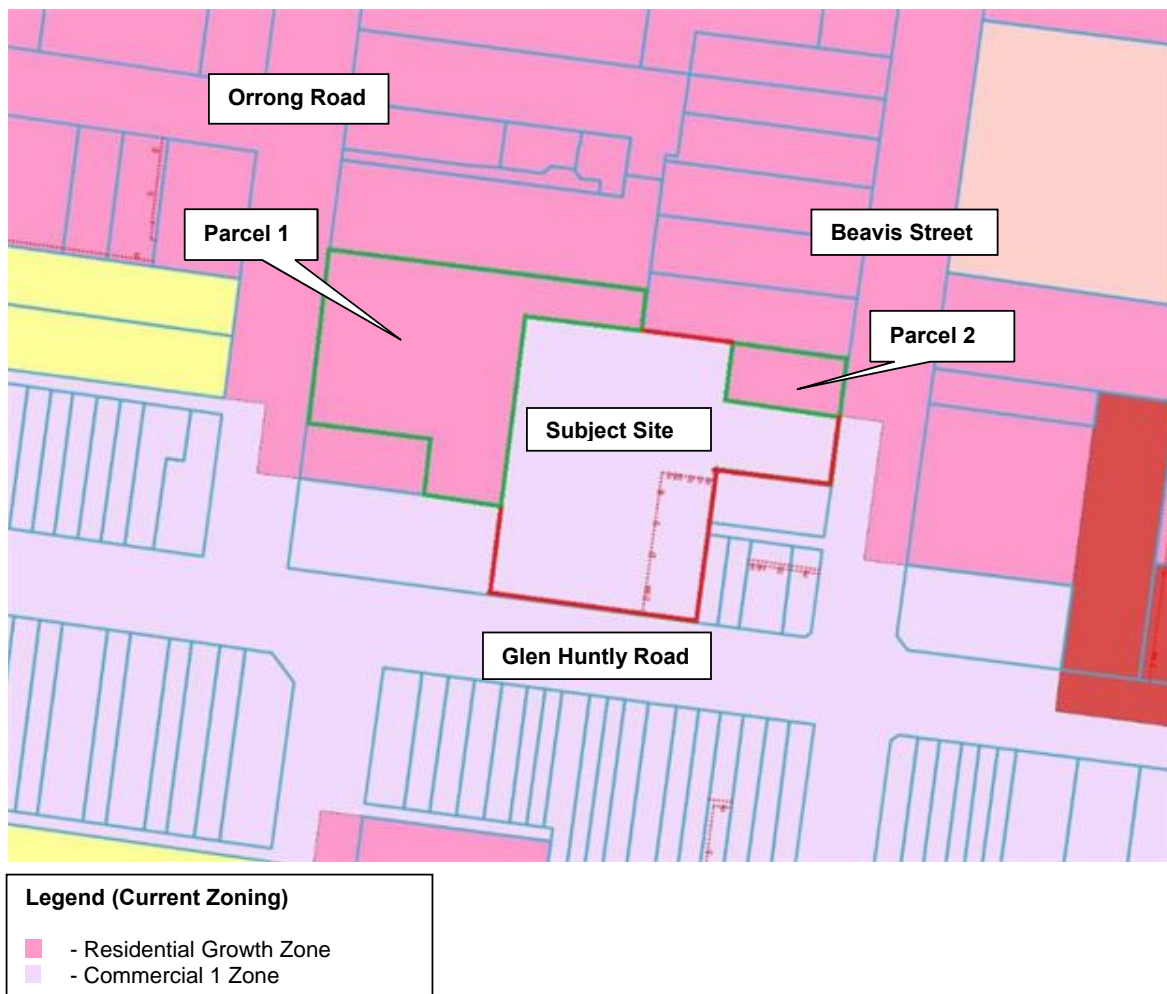 Orrong Road
Parcel 1
Beavis Street
Parcel 2
Subject Site
Glen Huntly Road
Legend (Current Zoning)
- Residential Growth Zone
- Commercial 1 Zone